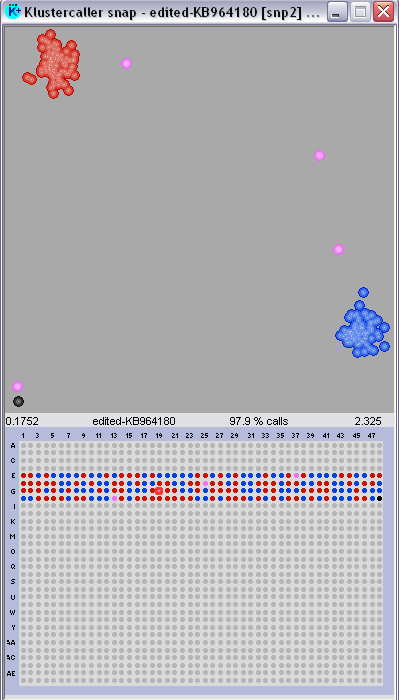 K+ Klustercaller snap - edited-KB964180 [snp2] ...
0.1752 edited-KB964180 97.9 % calls 2.325
1 3 5 7 9 11 13 15 17 19 21 23 25 27 29 31 33 35 37 39 41 43 45 47
A
C
E
G
I
K
M
O
Q
S
U
W
Y
AA
AC
AE